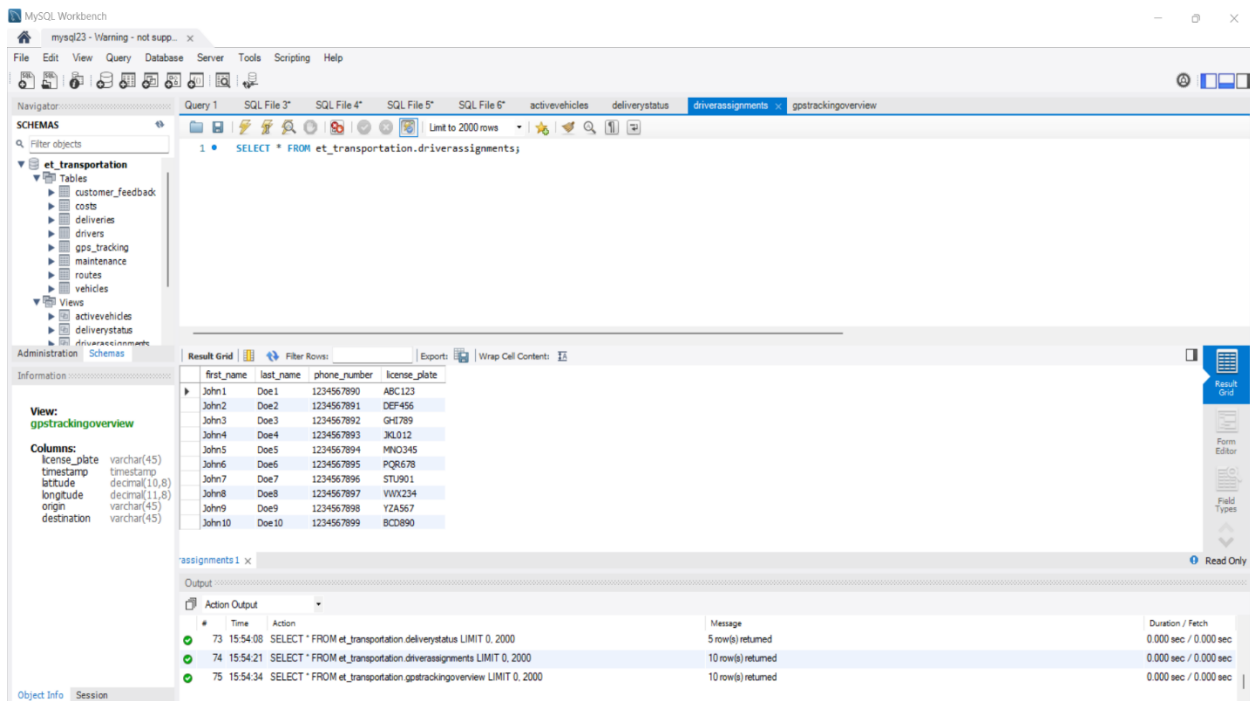 MySQL Workbench
mysql23 - Warning - not supp... ×
File Edit View Query Database Server Tools Scripting Help
Navigator
Query 1 SQL File 3* SQL File 4* SQL File 5* SQL File 6* activevehicles deliverystatus driverassignments × gpstrackingoverview
SCHEMAS
Limit to 2000 rows
Filter objects
1 SELECT * FROM et_transportation.driverassignments;
et_transportation
Tables
customer_feedback
costs
deliveries
drivers
gps_tracking
maintenance
routes
vehicles
Views
activevehicles
deliverystatus
driverassignments
Administration Schemas
Information
View:
gpstrackingoverview
Columns:
license_plate varchar(45)
timestamp timestamp
latitude decimal(10,8)
longitude decimal(11,8)
origin varchar(45)
destination varchar(45)
Result Grid Filter Rows: Export: Wrap Cell Content:
first_name last_name phone_number license_plate
John1 Doe1 1234567890 ABC123
John2 Doe2 1234567891 DEF456
John3 Doe3 1234567892 GHI789
John4 Doe4 1234567893 JKL012
John5 Doe5 1234567894 MNO345
John6 Doe6 1234567895 PQR678
John7 Doe7 1234567896 STU901
John8 Doe8 1234567897 VWX234
John9 Doe9 1234567898 YZA567
John10 Doe10 1234567899 BCD890
Result
Grid
Form
Editor
Field
Types
rassignments1 ×
Read Only
Output
Action Output
# Time Action Message Duration / Fetch
73 15:54:08 SELECT * FROM et_transportation.deliverystatus LIMIT 0, 2000 5 row(s) returned 0.000 sec / 0.000 sec
74 15:54:21 SELECT * FROM et_transportation.driverassignments LIMIT 0, 2000 10 row(s) returned 0.000 sec / 0.000 sec
75 15:54:34 SELECT * FROM et_transportation.gpstrackingoverview LIMIT 0, 2000 10 row(s) returned 0.000 sec / 0.000 sec
Object Info Session